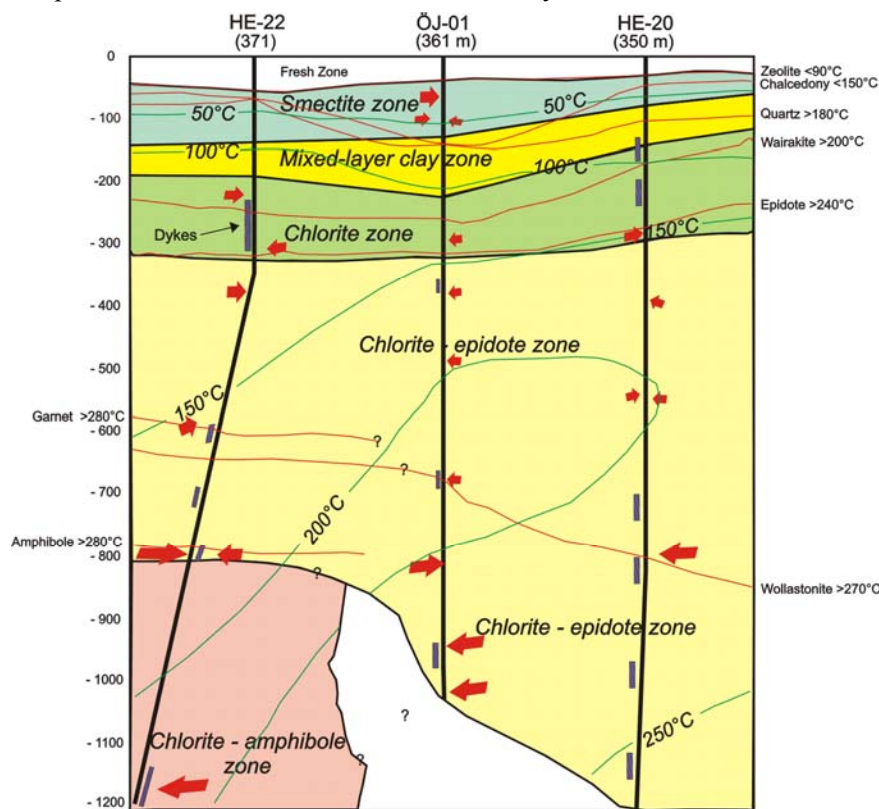 HE-22
(371)
ÖJ-01
(361 m)
HE-20
(350 m)
0
- 100
-200
- 300
- 400
- 500
- 600
- 700
- 800
- 900
- 1000
- 1100
- 1200
Fresh Zone
Smectite zone
50°C
50°C
100°C
Mixed-layer clay zone
100°C
Dykes
Chlorite zone
150°C
Chlorite - epidote zone
150°C
200°C
?
?
?
Chlorite - epidote zone
?
250°C
Chlorite - amphibole
zone
?
Garnet >280°C
Amphibole >280°C
Zeolite <90°C
Chalcedony <150°C
Quartz >180°C
Wairakite >200°C
Epidote >240°C
Wollastonite >270°C